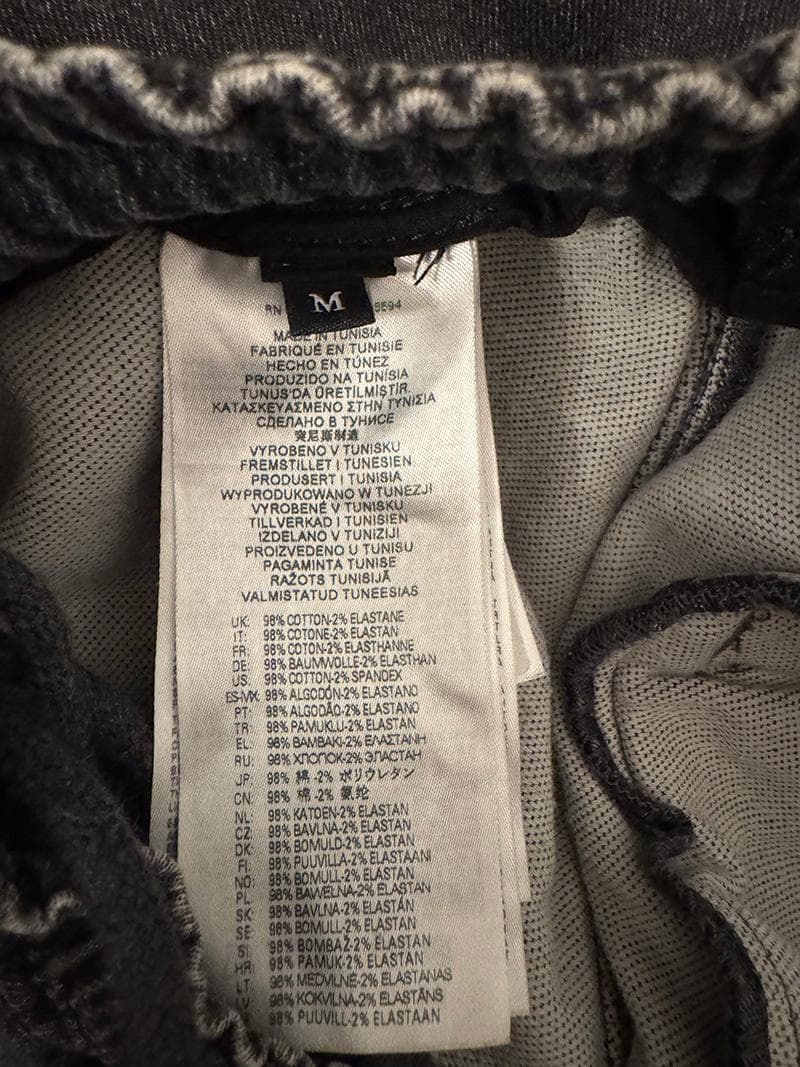 M
RN 8594
MADE IN TUNISIA
FABRIQUÉ EN TUNISIE
HECHO EN TÚNEZ
PRODUZIDO NA TUNÍSIA
TUNUS'DA ÜRETİLMİŞTİR.
ΚΑΤΑΣΚΕΥΑΣΜΕΝΟ ΣΤΗΝ ΤΥΝΙΣΙΑ
СДЕЛАНО В ТУНИСЕ
突尼斯制造
VYROBENO V TUNISKU
FREMSTILLET I TUNESIEN
PRODUSERT I TUNISIA
WYPRODUKOWANO W TUNEZJI
VYROBENÉ V TUNISKU
TILLVERKAD I TUNISIEN
IZDELANO V TUNIZIJI
PROIZVEDENO U TUNISU
PAGAMINTA TUNISE
RAŽOTS TUNISIJĀ
VALMISTATUD TUNEESIAS
UK: 98% COTTON-2% ELASTANE
IT: 98% COTONE-2% ELASTAN
FR: 98% COTON-2% ELASTHANNE
DE: 98% BAUMWOLLE-2% ELASTHAN
US: 98% COTTON-2% SPANDEX
ES-MX: 98% ALGODÓN-2% ELASTANO
PT: 98% ALGODÃO-2% ELASTANO
TR: 98% PAMUKLU-2% ELASTAN
EL: 98% ΒΑΜΒΑΚΙ-2% ΕΛΑΣΤΑΝΗ
RU: 98% ХЛОПОК-2% ЭЛАСТАН
JP: 98% 綿 -2% ポリウレタン
CN: 98% 棉 -2% 氨纶
NL: 98% KATOEN-2% ELASTAN
CZ: 98% BAVLNA-2% ELASTAN
DK: 98% BOMULD-2% ELASTAN
FI: 98% PUUVILLA-2% ELASTAANI
NO: 98% BOMULL-2% ELASTAN
PL: 98% BAWEŁNA-2% ELASTAN
SK: 98% BAVLNA-2% ELASTÁN
SE: 98% BOMULL-2% ELASTAN
SI: 98% BOMBAŽ-2% ELASTAN
HR: 98% PAMUK-2% ELASTAN
LT: 98% MEDVILNĖ-2% ELASTANAS
LV: 98% KOKVILNA-2% ELASTĀNS
98% PUUVILL-2% ELASTAAN